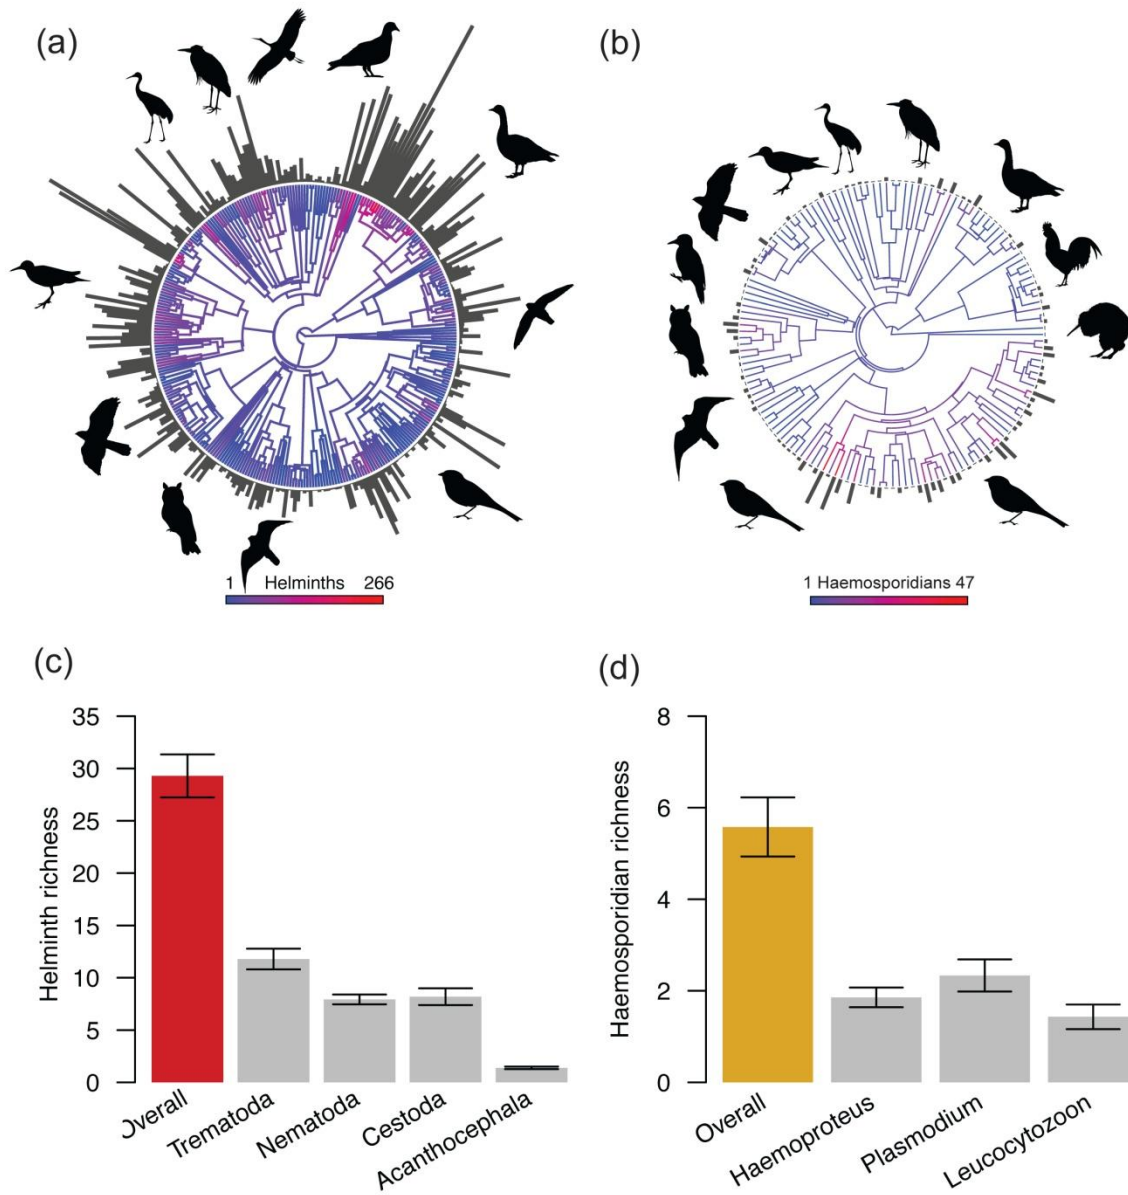 (a)
(b)
1 Helminths 266
1 Haemosporidians 47
(c)
(d)
Helminth richness
35
30
25
20
15
10
5
0
Overall
Trematoda
Nematoda
Cestoda
Acanthocephala
Haemosporidian richness
8
6
4
2
0
Overall
Haemoproteus
Plasmodium
Leucocytozoon